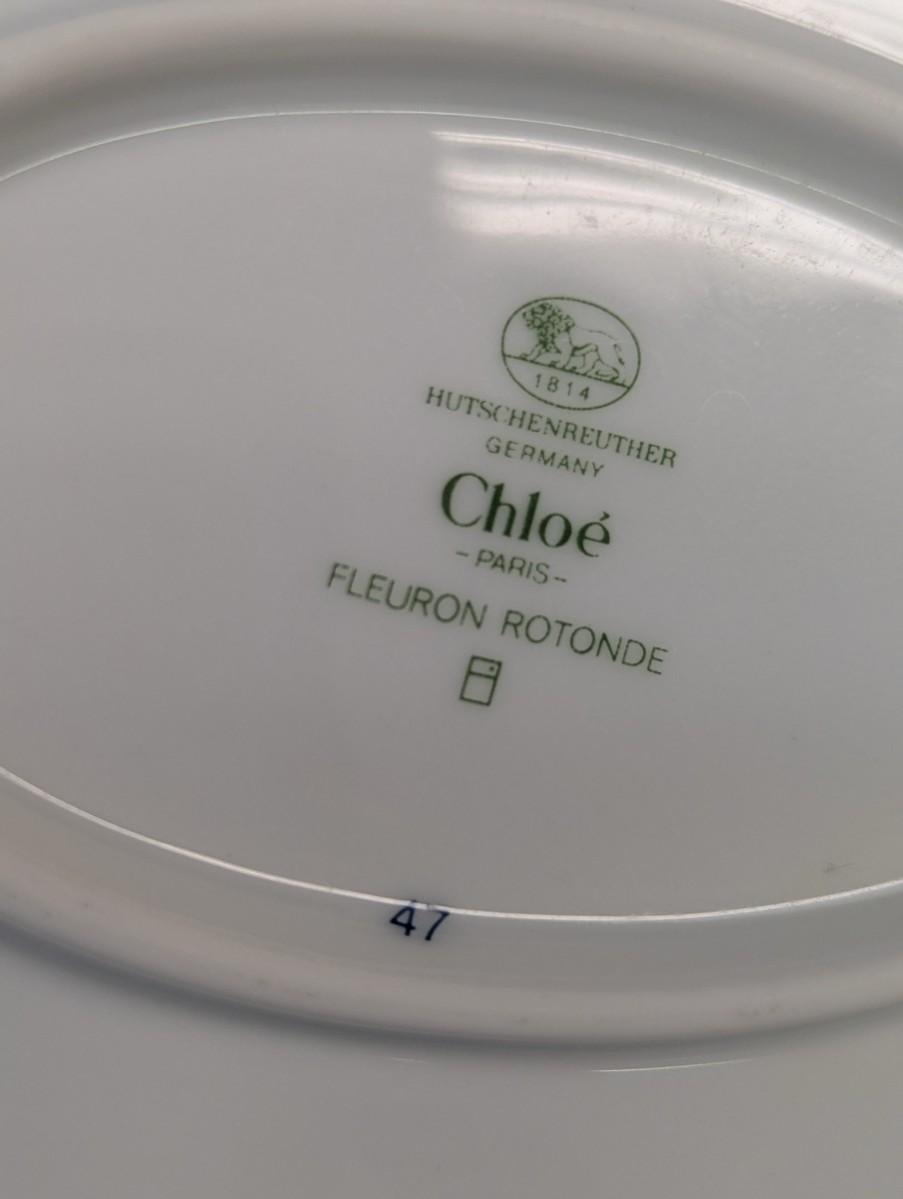 1814
HUTSCHENREUTHER
GERMANY
Chloé
-PARIS-
FLEURON ROTONDE
47